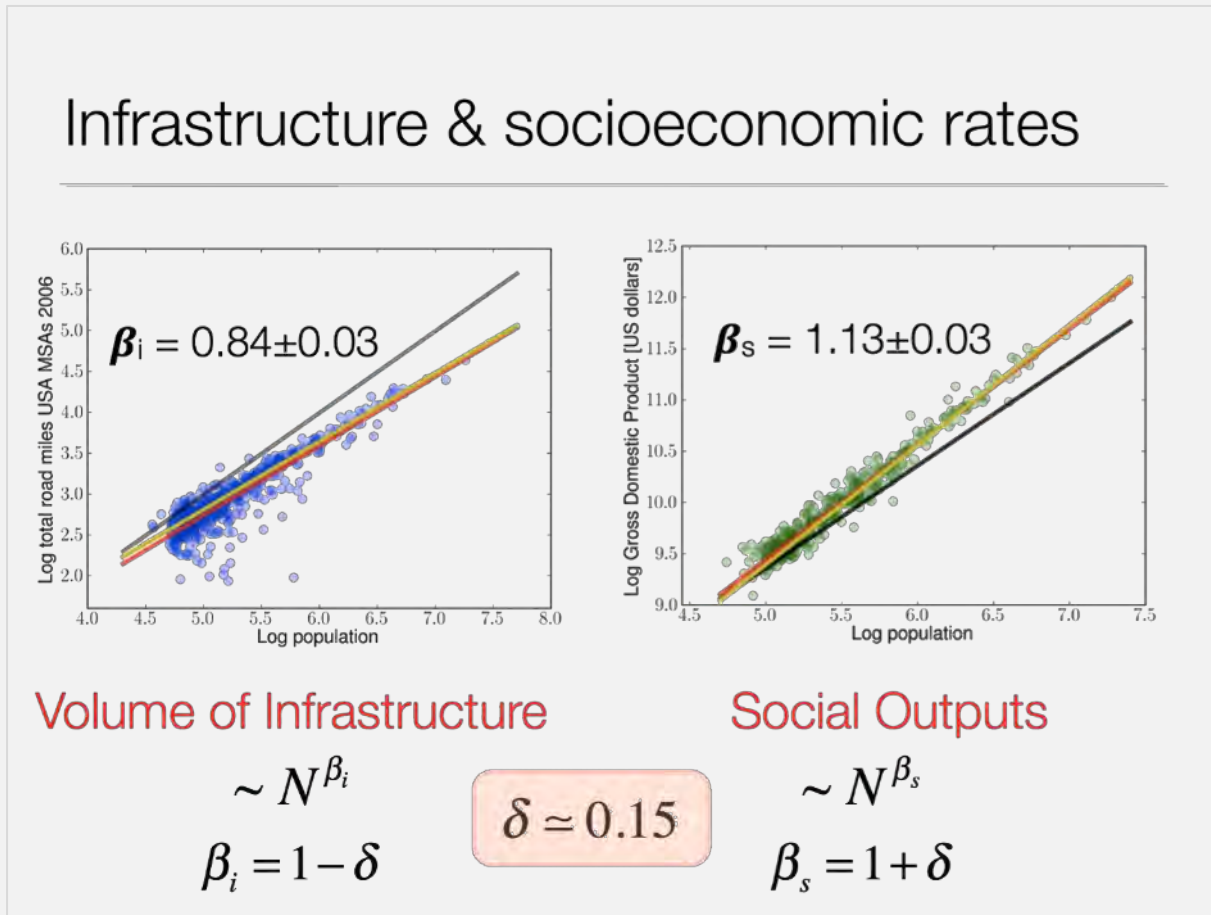 Infrastructure & socioeconomic rates
Log total road miles USA MSAs 2006
6.0
5.5
5.0
4.5
4.0
3.5
3.0
2.5
2.0
βi = 0.84±0.03
4.0 4.5 5.0 5.5 6.0 6.5 7.0 7.5 8.0
Log population
Log Gross Domestic Product [US dollars]
12.5
12.0
11.5
11.0
10.5
10.0
9.5
9.0
βs = 1.13±0.03
4.5 5.0 5.5 6.0 6.5 7.0 7.5
Log population
Volume of Infrastructure
~ N^βi
βi = 1 − δ
δ ≃ 0.15
Social Outputs
~ N^βs
βs = 1 + δ